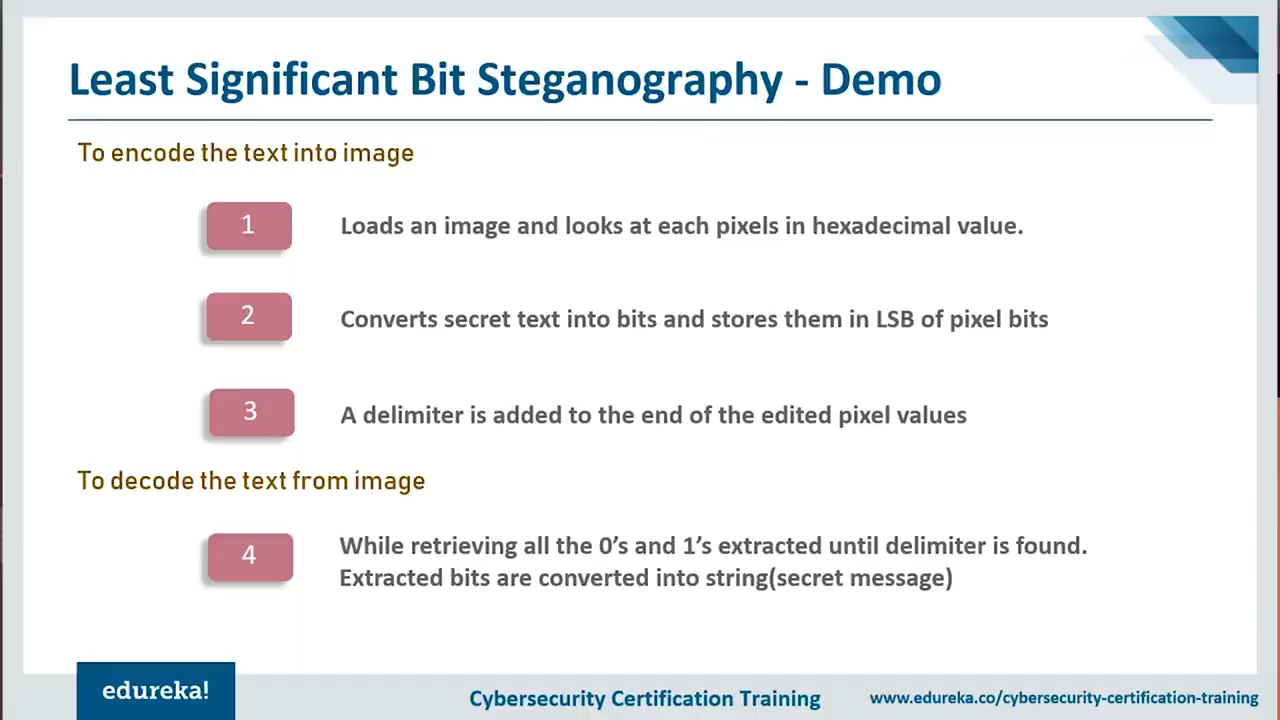 Least Significant Bit Steganography - Demo
To encode the text into image
1
Loads an image and looks at each pixels in hexadecimal value.
2
Converts secret text into bits and stores them in LSB of pixel bits
3
A delimiter is added to the end of the edited pixel values
To decode the text from image
4
While retrieving all the 0’s and 1’s extracted until delimiter is found.
Extracted bits are converted into string(secret message)
edureka!
Cybersecurity Certification Training
www.edureka.co/cybersecurity-certification-training